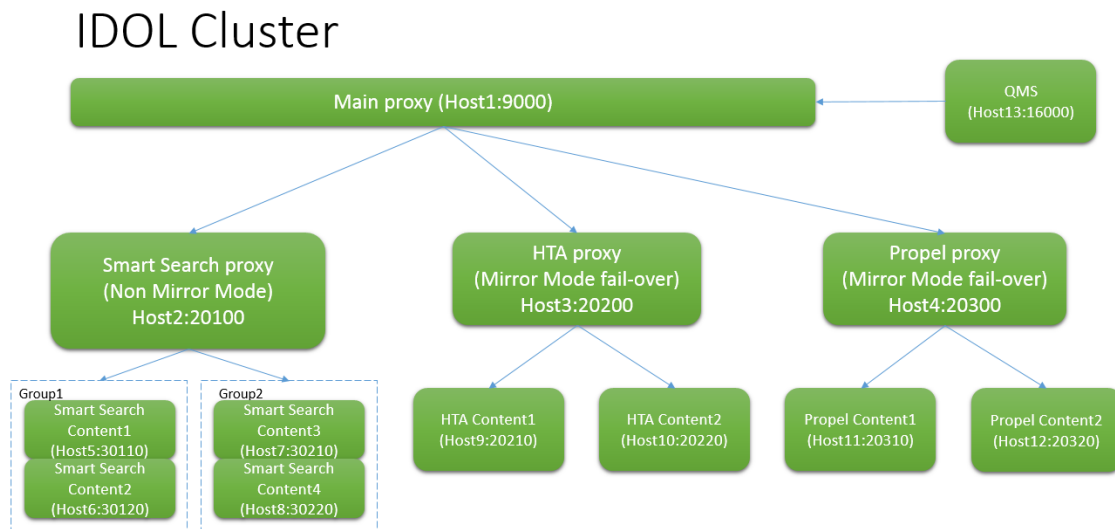 IDOL Cluster
Main proxy (Host1:9000)
QMS
(Host13:16000)
Smart Search proxy
(Non Mirror Mode)
Host2:20100
HTA proxy
(Mirror Mode fail-over)
Host3:20200
Propel proxy
(Mirror Mode fail-over)
Host4:20300
Group1
Smart Search
Content1
(Host5:30110)
Smart Search
Content2
(Host6:30120)
Group2
Smart Search
Content3
(Host7:30210)
Smart Search
Content4
(Host8:30220)
HTA Content1
(Host9:20210)
HTA Content2
(Host10:20220)
Propel Content1
(Host11:20310)
Propel Content2
(Host12:20320)